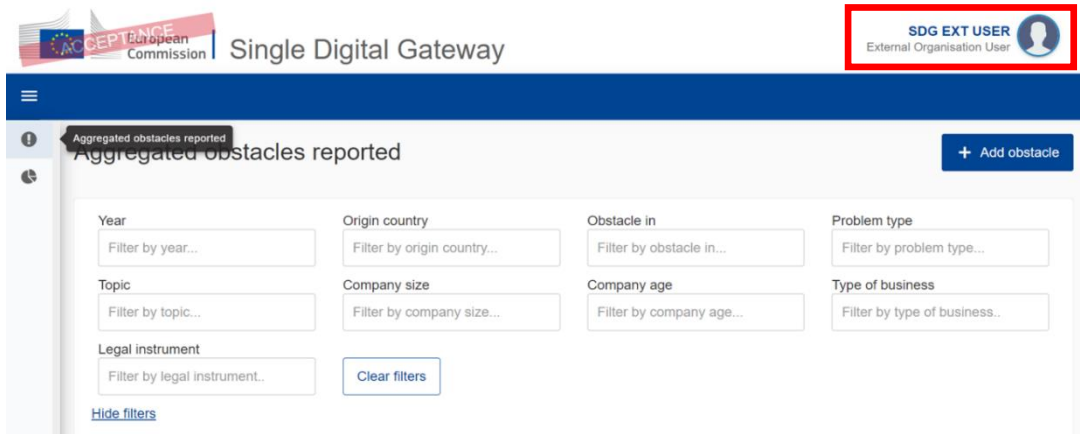 ACCEPTANCE
European
Commission
Single Digital Gateway
SDG EXT USER
External Organisation User
Aggregated obstacles reported
Aggregated obstacles reported
+ Add obstacle
Year Origin country Obstacle in Problem type
Filter by year... Filter by origin country... Filter by obstacle in... Filter by problem type...
Topic Company size Company age Type of business
Filter by topic... Filter by company size... Filter by company age... Filter by type of business..
Legal instrument
Filter by legal instrument.. Clear filters
Hide filters